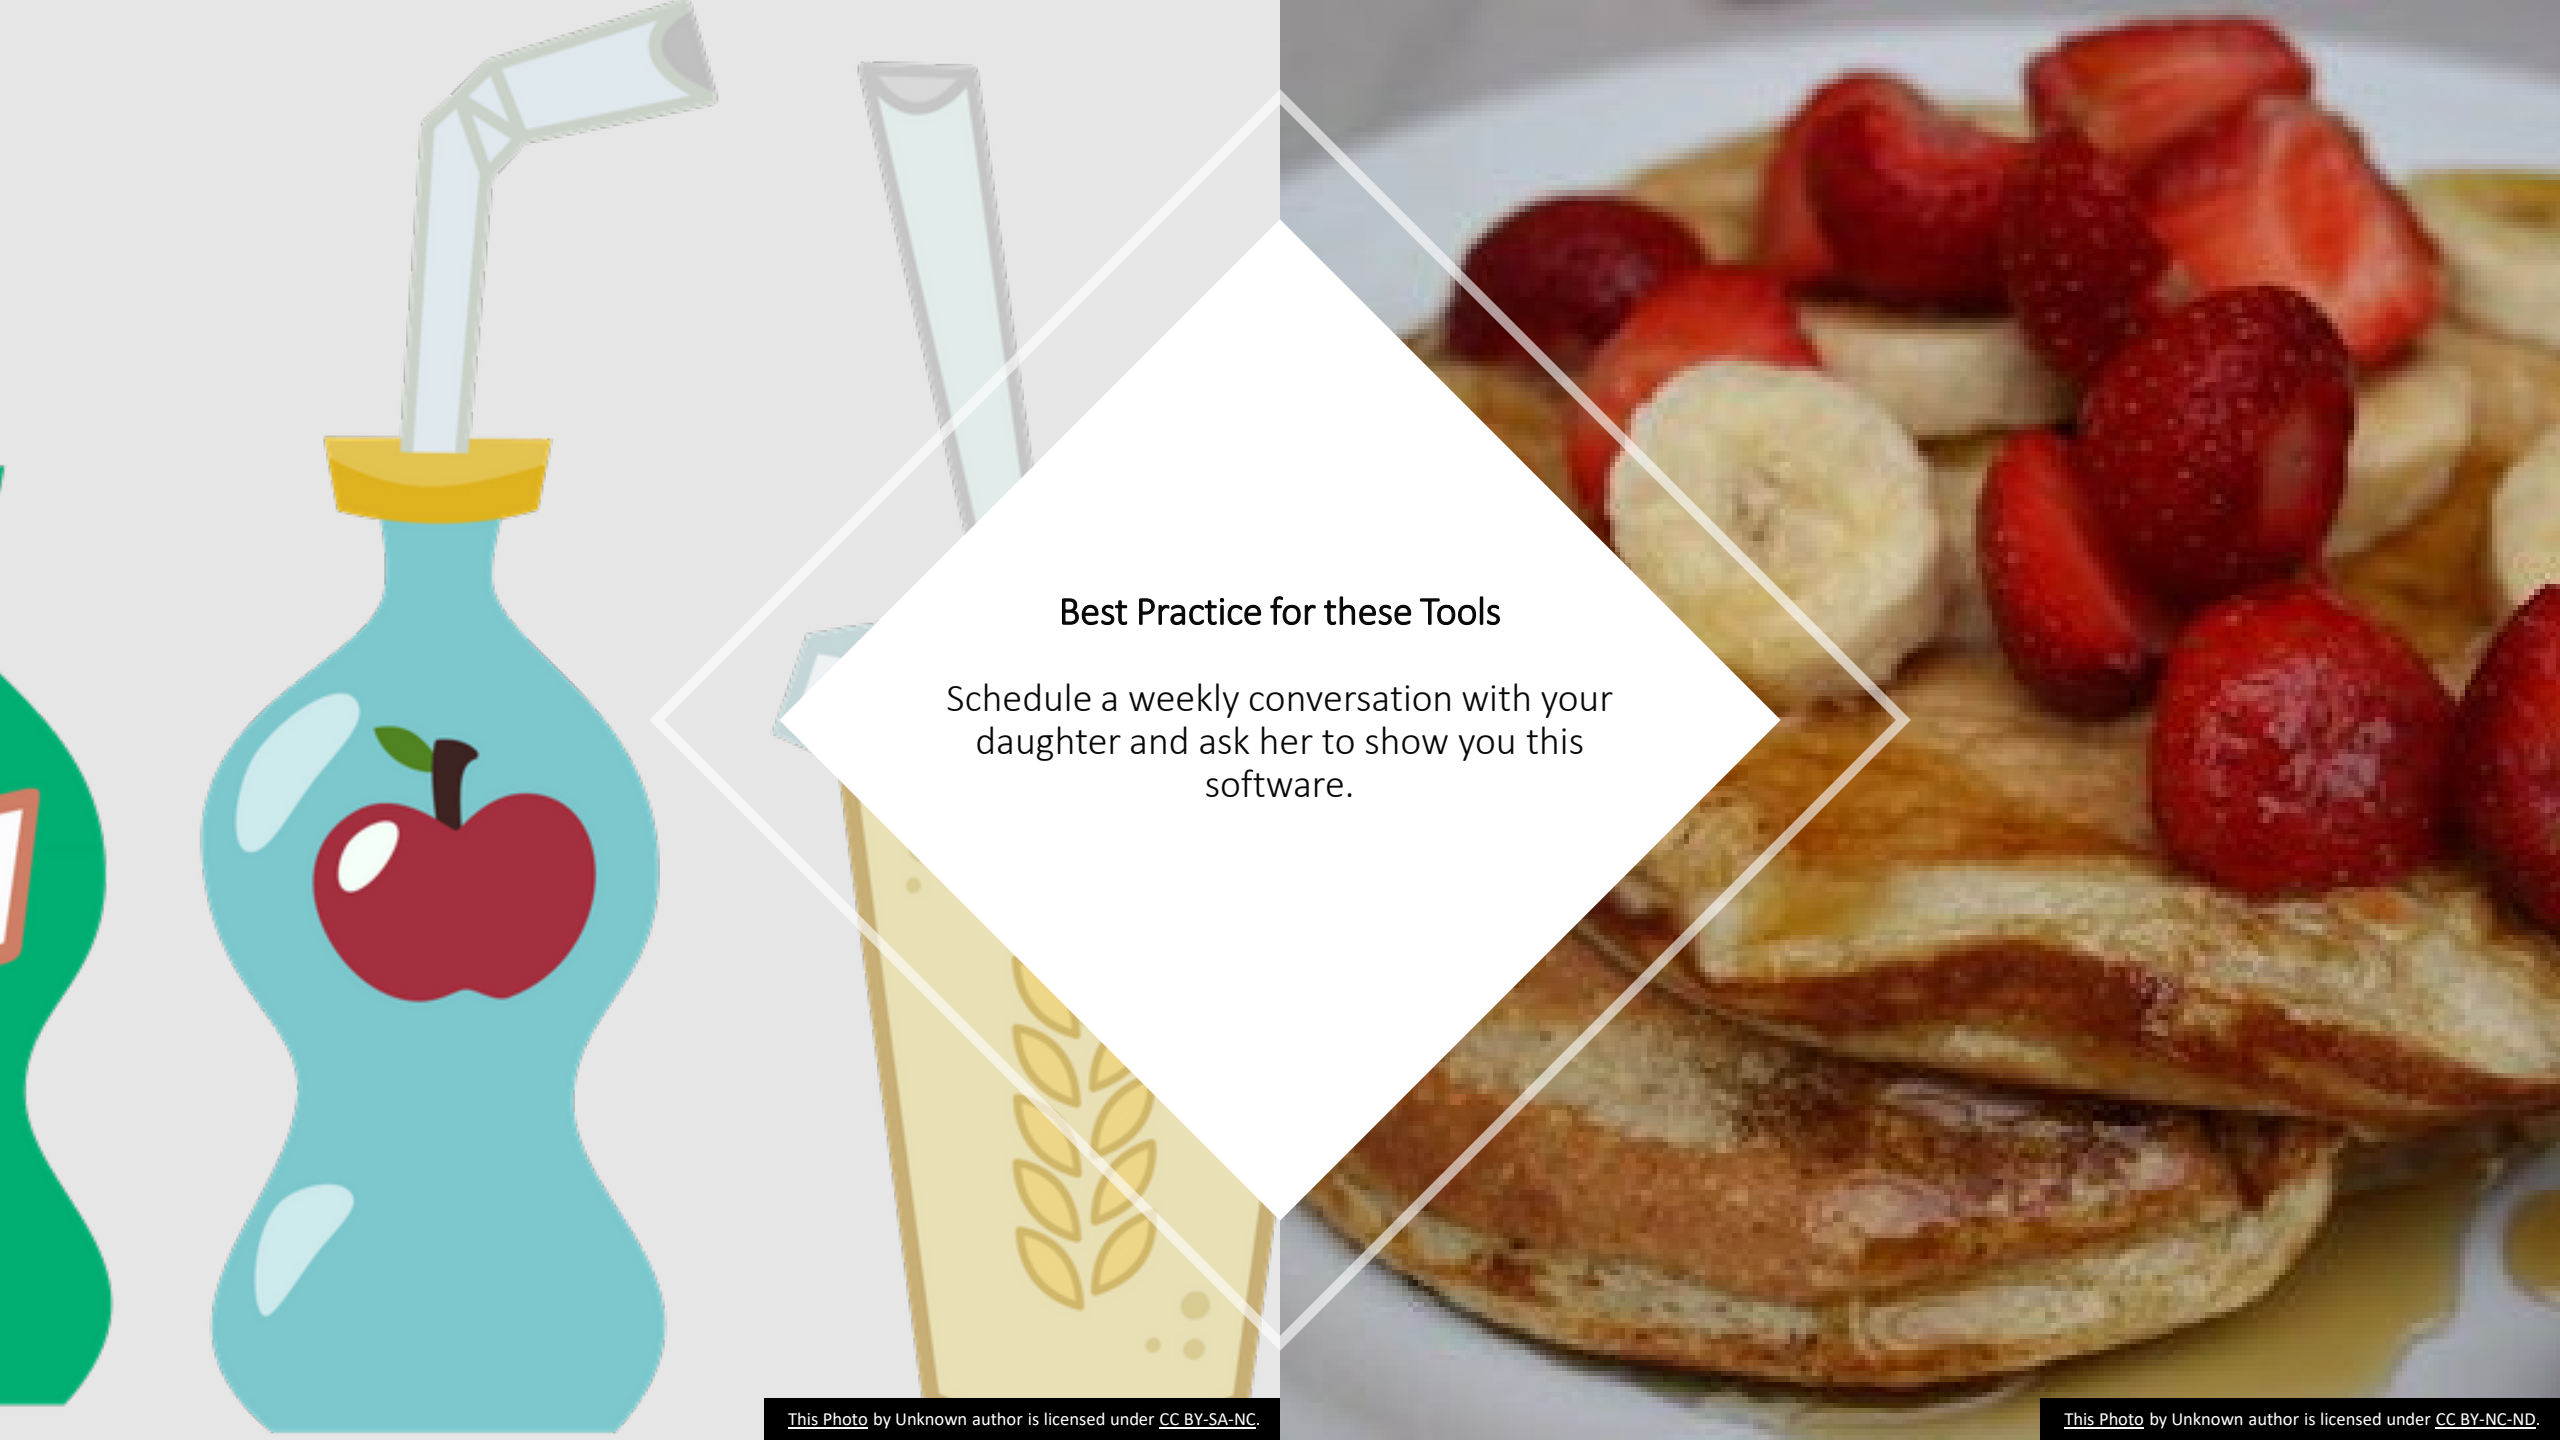 Best Practice for these Tools
Schedule a weekly conversation with your
daughter and ask her to show you this
software.
This Photo by Unknown author is licensed under CC BY-SA-NC.
This Photo by Unknown author is licensed under CC BY-NC-ND.